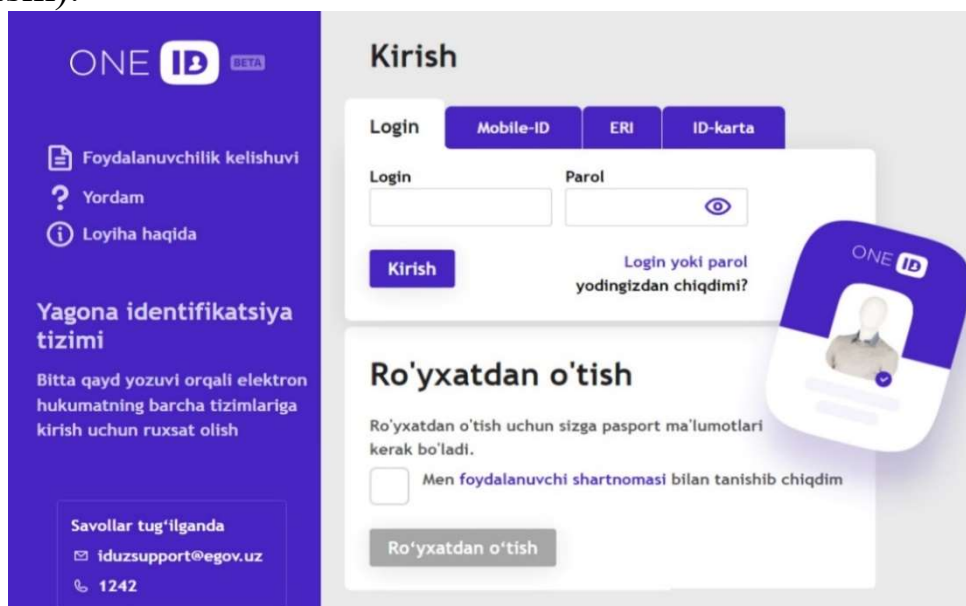 ONE ID BETA
Foydalanuvchilik kelishuvi
Yordam
Loyiha haqida
Yagona identifikatsiya
tizimi
Bitta qayd yozuvi orqali elektron
hukumatning barcha tizimlariga
kirish uchun ruxsat olish
Savollar tug‘ilganda
iduzsupport@egov.uz
1242
Kirish
Login Mobile-ID ERI ID-karta
Login Parol
Kirish
Login yoki parol
yodingizdan chiqdimi?
ONE ID
Ro'yxatdan o'tish
Ro'yxatdan o'tish uchun sizga pasport ma'lumotlari
kerak bo'ladi.
Men foydalanuvchi shartnomasi bilan tanishib chiqdim
Ro‘yxatdan o‘tish